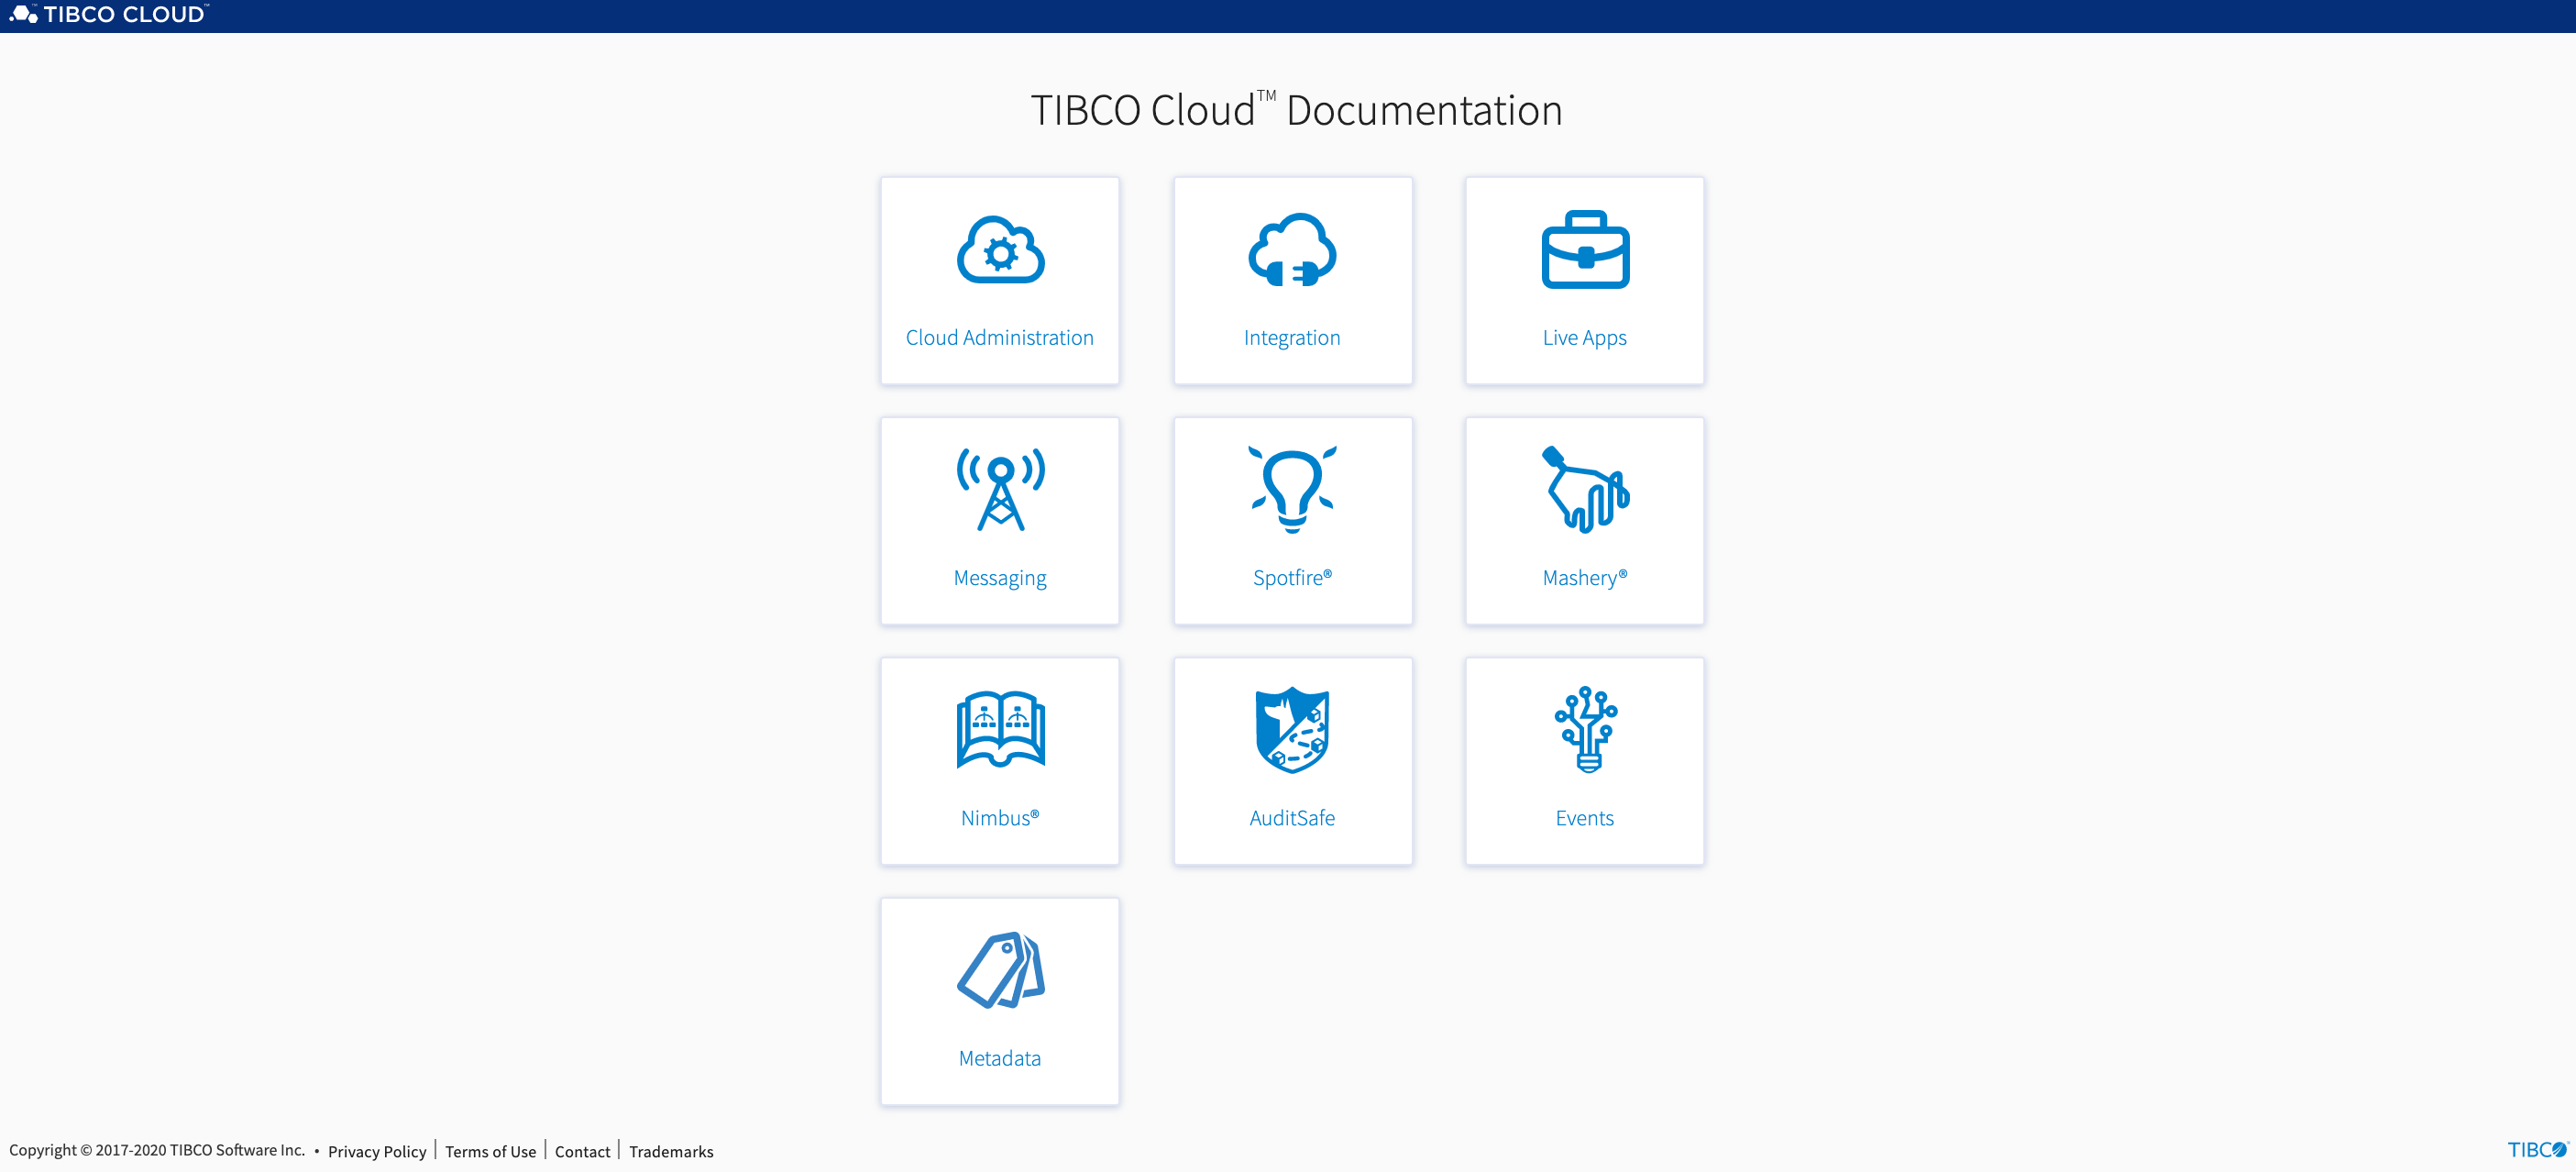 TIBCO CLOUD™
TIBCO Cloud™ Documentation
Cloud Administration
Integration
Live Apps
Messaging
Spotfire®
Mashery®
Nimbus®
AuditSafe
Events
Metadata
Copyright © 2017-2020 TIBCO Software Inc. • Privacy Policy | Terms of Use | Contact | Trademarks
TIBCO